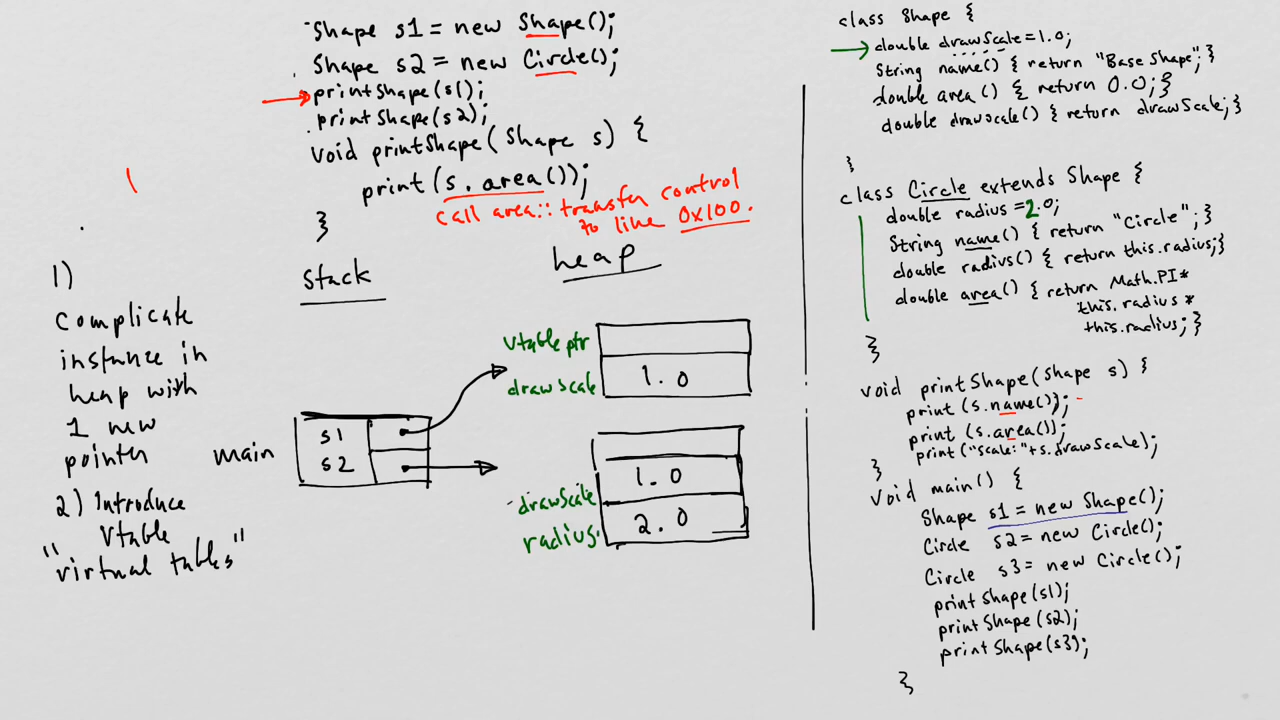 Shape s1 = new Shape();
Shape s2 = new Circle();
printShape(s1);
printShape(s2);
void printShape(Shape s) {
print(s.area());
call area:: transfer control
to line 0x100.
}
stack
heap
1)
Complicate
instance in
heap with
1 new
pointer
2) Introduce
Vtable
"virtual tables"
main
s1
s2
vtable ptr
drawscale
1.0
drawscale
1.0
radius
2.0
class Shape {
double drawScale=1.0;
String name() { return "Base Shape"; }
double area() { return 0.0; }
double drawscale() { return drawScale; }
}
class Circle extends Shape {
double radius = 2.0;
String name() { return "Circle"; }
double radius() { return this.radius; }
double area() { return Math.PI*
this.radius *
this.radius; }
}
void printShape(Shape s) {
print (s.name());
print (s.area());
print("scale:"+s.drawScale);
}
Void main() {
Shape s1 = new Shape();
Circle s2 = new Circle();
Circle s3 = new Circle();
print Shape(s1);
print Shape(s2);
print Shape(s3);
}